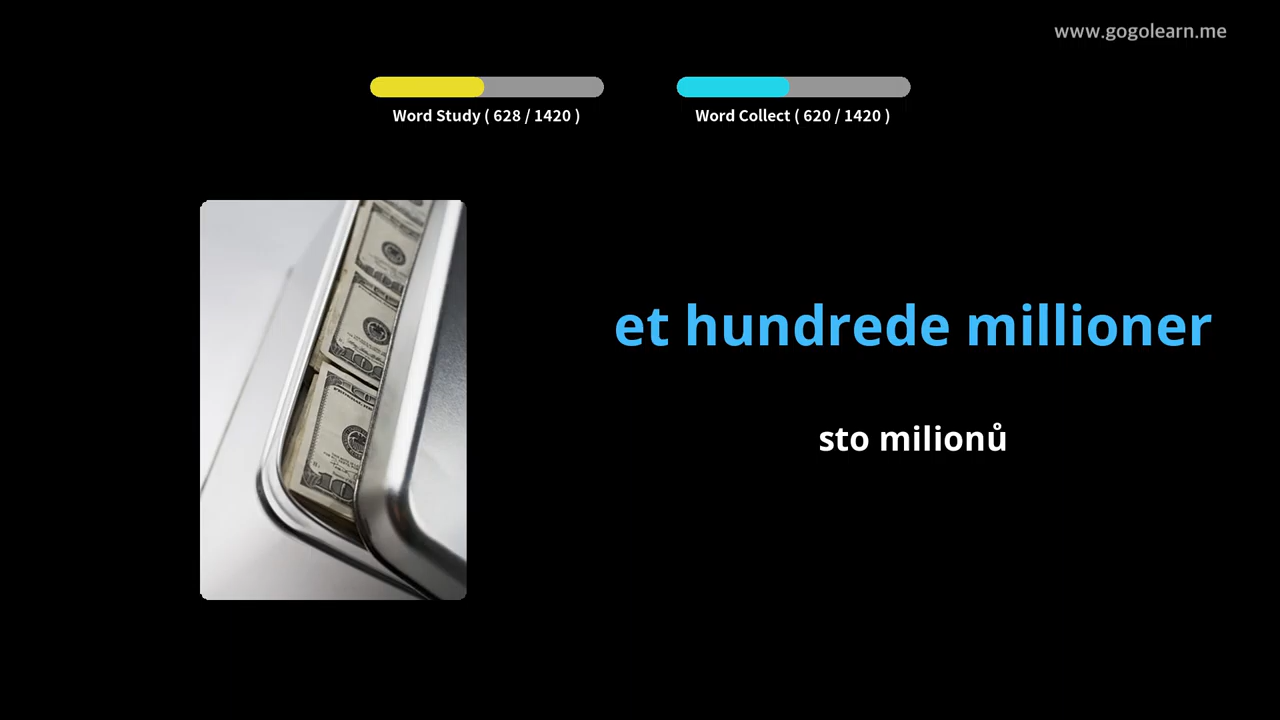 www.gogolearn.me
Word Study ( 628 / 1420 )
Word Collect ( 620 / 1420 )
et hundrede millioner
sto milionů